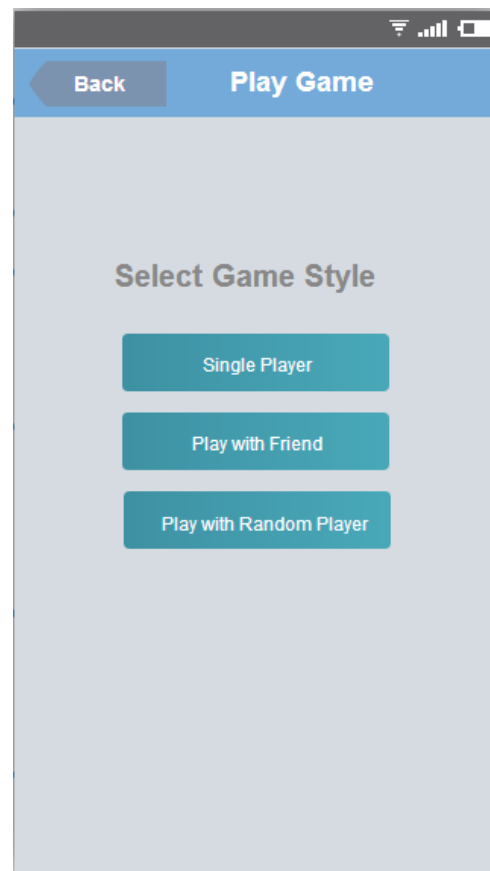 Back
Play Game
Select Game Style
Single Player
Play with Friend
Play with Random Player